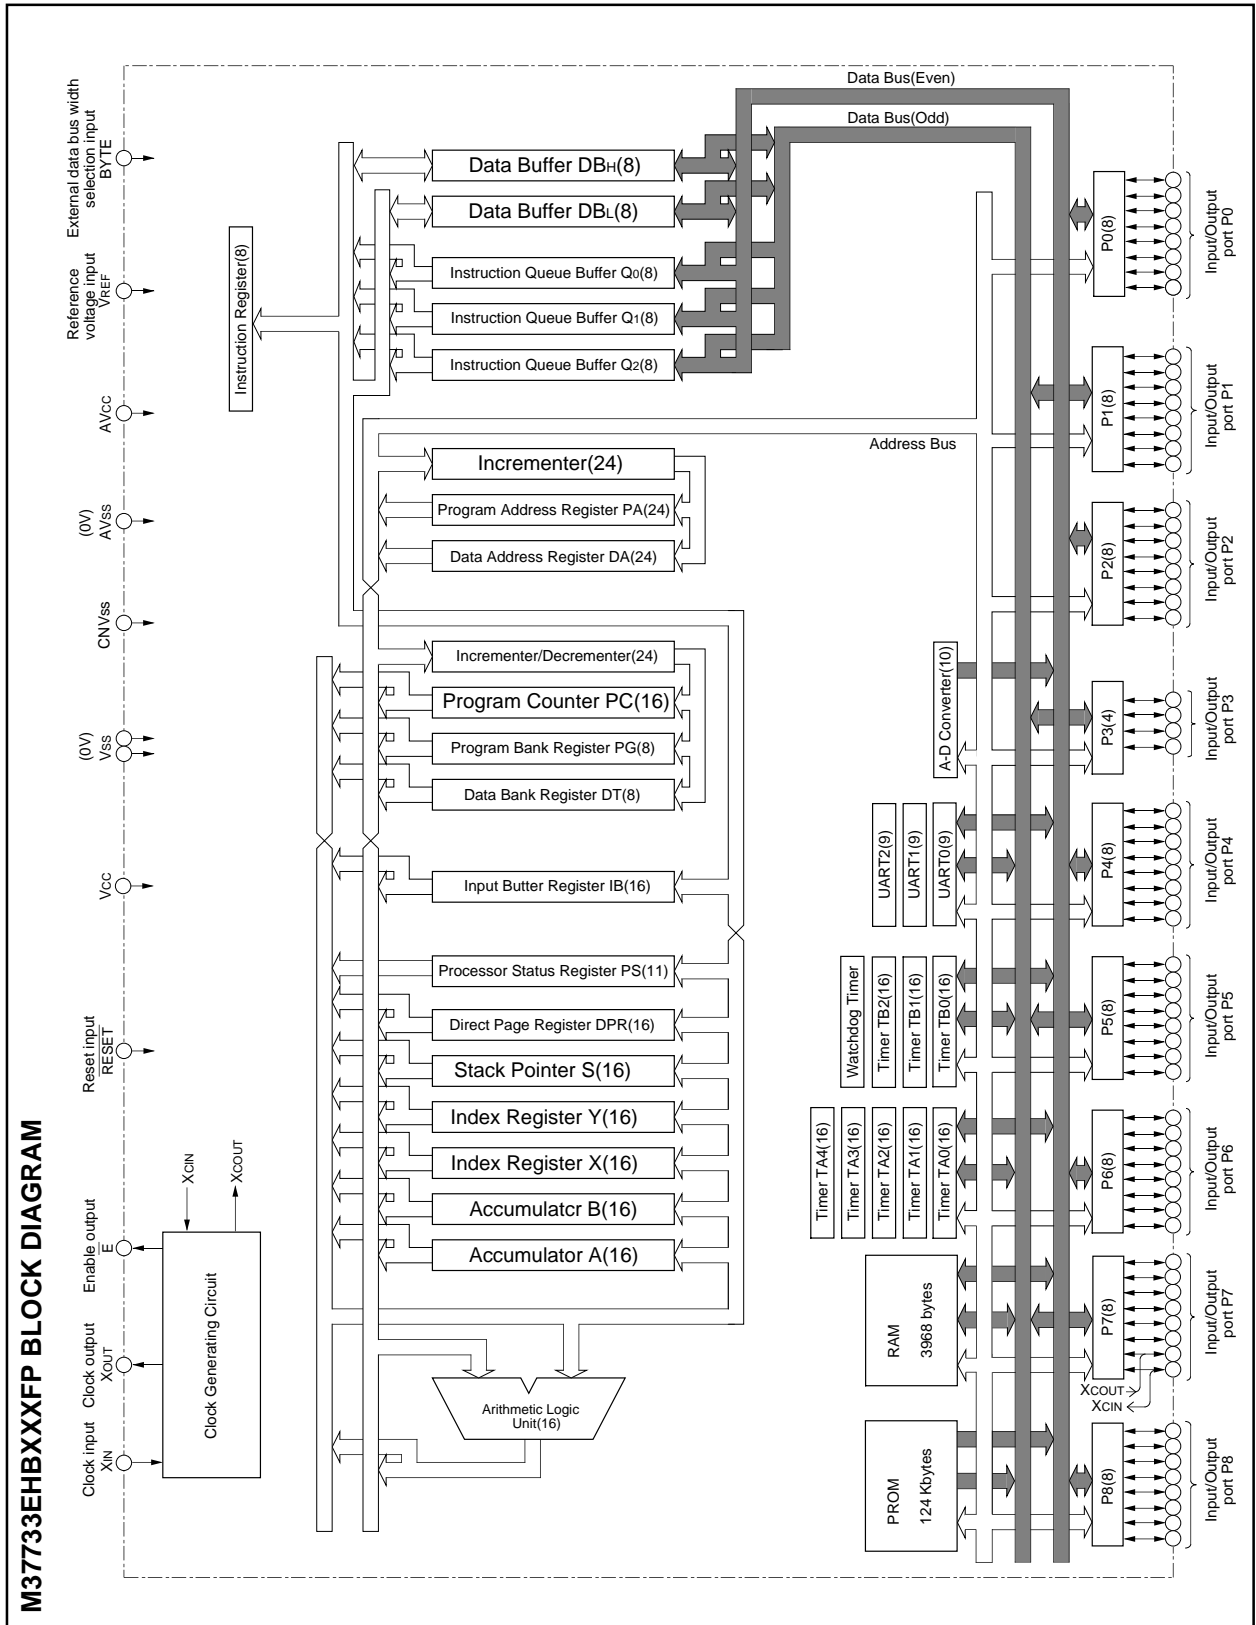 M37733EHBXXXFP BLOCK DIAGRAM
Clock input
XIN
Clock output
XOUT
Enable output
E
Reset input
RESET
VCC
(0V)
VSS
CNVSS
(0V)
AVSS
AVCC
Reference
voltage input
VREF
External data bus width
selection input
BYTE
Clock Generating Circuit
XCIN
XCOUT
Instruction Register(8)
Data Bus(Even)
Data Bus(Odd)
Address Bus
Data Buffer DBH(8)
Data Buffer DBL(8)
Instruction Queue Buffer Q0(8)
Instruction Queue Buffer Q1(8)
Instruction Queue Buffer Q2(8)
Incrementer(24)
Program Address Register PA(24)
Data Address Register DA(24)
Incrementer/Decrementer(24)
Program Counter PC(16)
Program Bank Register PG(8)
Data Bank Register DT(8)
Input Butter Register IB(16)
Processor Status Register PS(11)
Direct Page Register DPR(16)
Stack Pointer S(16)
Index Register Y(16)
Index Register X(16)
Accumulatcr B(16)
Accumulator A(16)
Arithmetic Logic
Unit(16)
A-D Converter(10)
UART2(9)
UART1(9)
UART0(9)
Watchdog Timer
Timer TB2(16)
Timer TB1(16)
Timer TB0(16)
Timer TA4(16)
Timer TA3(16)
Timer TA2(16)
Timer TA1(16)
Timer TA0(16)
RAM
3968 bytes
PROM
124 Kbytes
P0(8)
Input/Output
port P0
P1(8)
Input/Output
port P1
P2(8)
Input/Output
port P2
P3(4)
Input/Output
port P3
P4(8)
Input/Output
port P4
P5(8)
Input/Output
port P5
P6(8)
Input/Output
port P6
P7(8)
Input/Output
port P7
XCOUT
XCIN
P8(8)
Input/Output
port P8